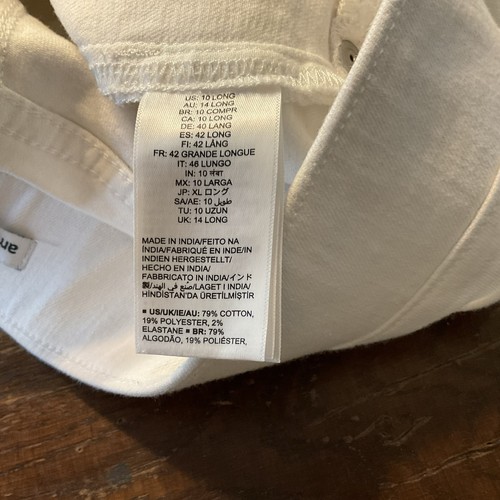 US: 10 LONG
AU: 14 LONG
BR: 10 COMPR
CA: 10 LONG
DE: 40 LANG
ES: 42 LONG
FI: 42 LÅNG
FR: 42 GRANDE LONGUE
IT: 46 LUNGO
IN: 10 लंबा
MX: 10 LARGA
JP: XL ロング
SA/AE: 10 طويل
TU: 10 UZUN
UK: 14 LONG
MADE IN INDIA/FEITO NA
ÍNDIA/FABRIQUÉ EN INDE/IN
INDIEN HERGESTELLT/
HECHO EN INDIA/
FABBRICATO IN INDIA/インド
製/صنع في الهند/LAGET I INDIA/
HİNDİSTAN'DA ÜRETİLMİŞTİR
■ US/UK/IE/AU: 79% COTTON,
19% POLYESTER, 2%
ELASTANE ■ BR: 79%
ALGODÃO, 19% POLIÉSTER,